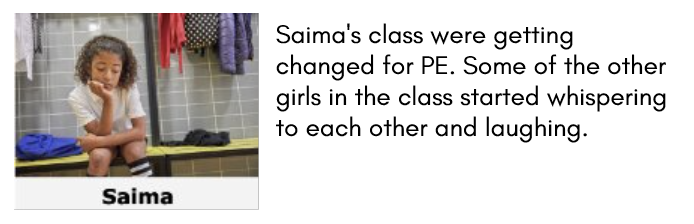 Saima's class were getting
changed for PE. Some of the other
girls in the class started whispering
to each other and laughing.
Saima